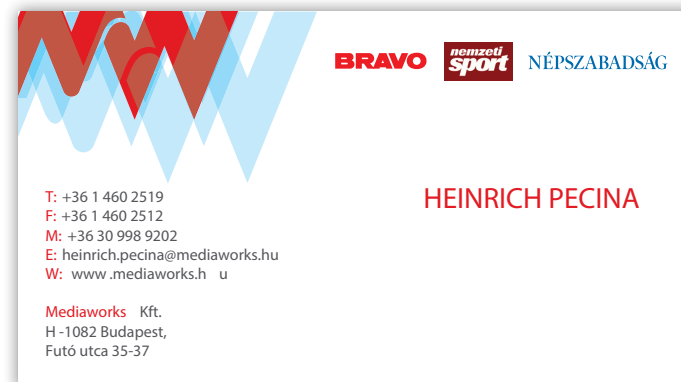 BRAVO nemzeti sport NÉPSZABADSÁG
HEINRICH PECINA
T: +36 1 460 2519
F: +36 1 460 2512
M: +36 30 998 9202
E: heinrich.pecina@mediaworks.hu
W: www .mediaworks.h u
Mediaworks Kft.
H -1082 Budapest,
Futó utca 35-37